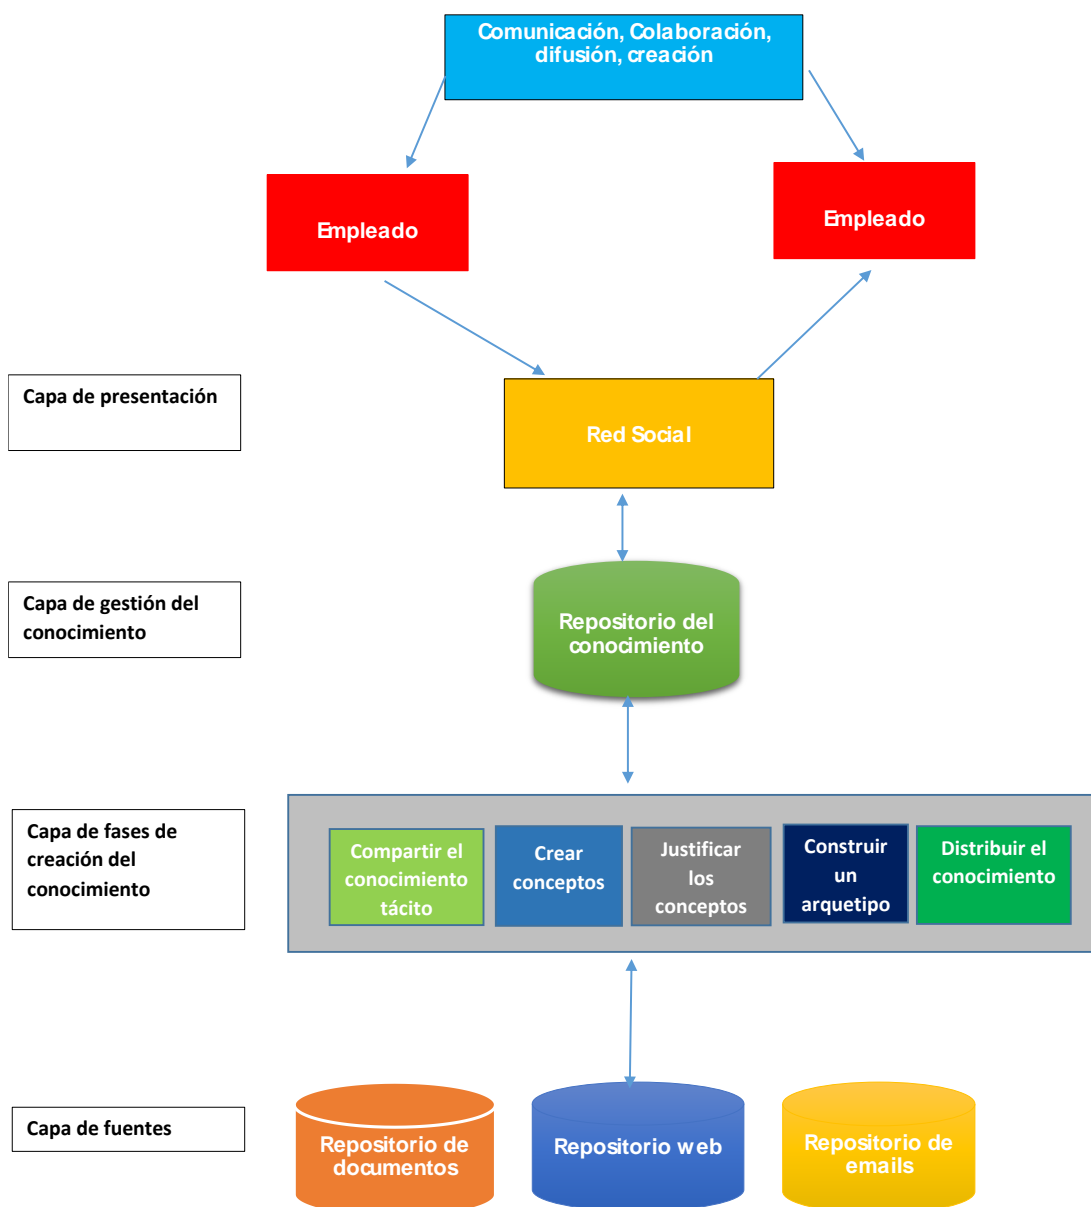 Comunicación, Colaboración,
difusión, creación
Empleado
Empleado
Capa de presentación
Red Social
Capa de gestión del
conocimiento
Repositorio del
conocimiento
Capa de fases de
creación del
conocimiento
Compartir el
conocimiento
tácito
Crear
conceptos
Justificar
los
conceptos
Construir
un
arquetipo
Distribuir el
conocimiento
Capa de fuentes
Repositorio de
documentos
Repositorio web
Repositorio de
emails